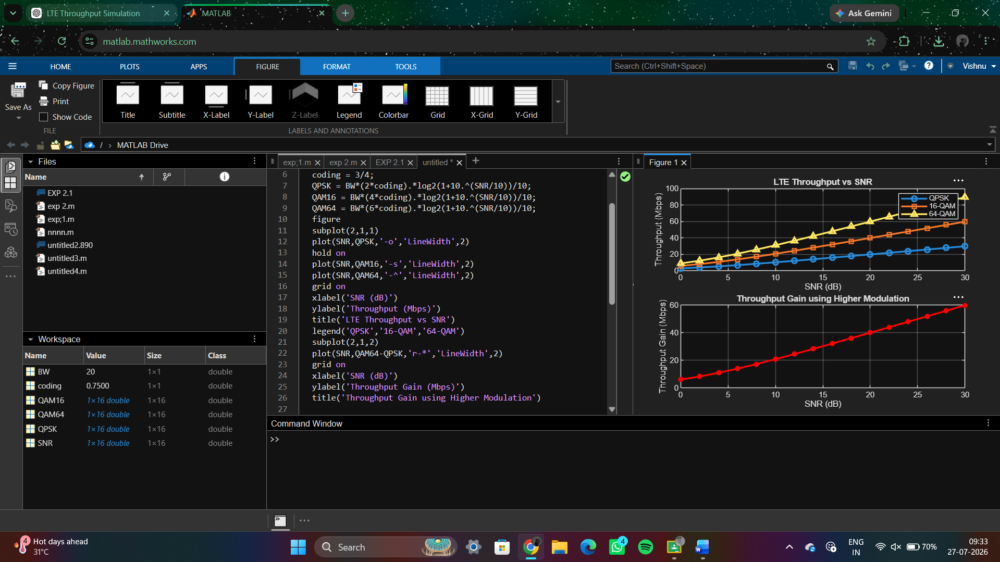 LTE Throughput Simulation
MATLAB
Ask Gemini
matlab.mathworks.com
HOME
PLOTS
APPS
FIGURE
FORMAT
TOOLS
Search (Ctrl+Shift+Space)
Vishnu
Save As
Copy Figure
Print
Show Code
FILE
Title
Subtitle
X-Label
Y-Label
Z-Label
Legend
Colorbar
Grid
X-Grid
Y-Grid
LABELS AND ANNOTATIONS
/ › MATLAB Drive
Files
Name
EXP 2.1
exp 2.m
exp;1.m
nnnn.m
untitled2.890
untitled3.m
untitled4.m
Workspace
Name Value Size Class
BW 20 1×1 double
coding 0.7500 1×1 double
QAM16 1×16 double 1×16 double
QAM64 1×16 double 1×16 double
QPSK 1×16 double 1×16 double
SNR 1×16 double 1×16 double
exp;1.m
exp 2.m
EXP 2.1
untitled *
6 coding = 3/4;
7 QPSK = BW*(2*coding).*log2(1+10.^(SNR/10))/10;
8 QAM16 = BW*(4*coding).*log2(1+10.^(SNR/10))/10;
9 QAM64 = BW*(6*coding).*log2(1+10.^(SNR/10))/10;
10 figure
11 subplot(2,1,1)
12 plot(SNR,QPSK,'-o','LineWidth',2)
13 hold on
14 plot(SNR,QAM16,'-s','LineWidth',2)
15 plot(SNR,QAM64,'-^','LineWidth',2)
16 grid on
17 xlabel('SNR (dB)')
18 ylabel('Throughput (Mbps)')
19 title('LTE Throughput vs SNR')
20 legend('QPSK','16-QAM','64-QAM')
21 subplot(2,1,2)
22 plot(SNR,QAM64-QPSK,'r-*','LineWidth',2)
23 grid on
24 xlabel('SNR (dB)')
25 ylabel('Throughput Gain (Mbps)')
26 title('Throughput Gain using Higher Modulation')
27
Figure 1
LTE Throughput vs SNR
Throughput (Mbps)
100
80
60
40
20
0
QPSK
16-QAM
64-QAM
0 5 10 15 20 25 30
SNR (dB)
Throughput Gain using Higher Modulation
Throughput Gain (Mbps)
60
40
20
0
0 5 10 15 20 25 30
SNR (dB)
Command Window
>>
4
Hot days ahead
31°C
Search
4
ENG
IN
70%
09:33
27-07-2026